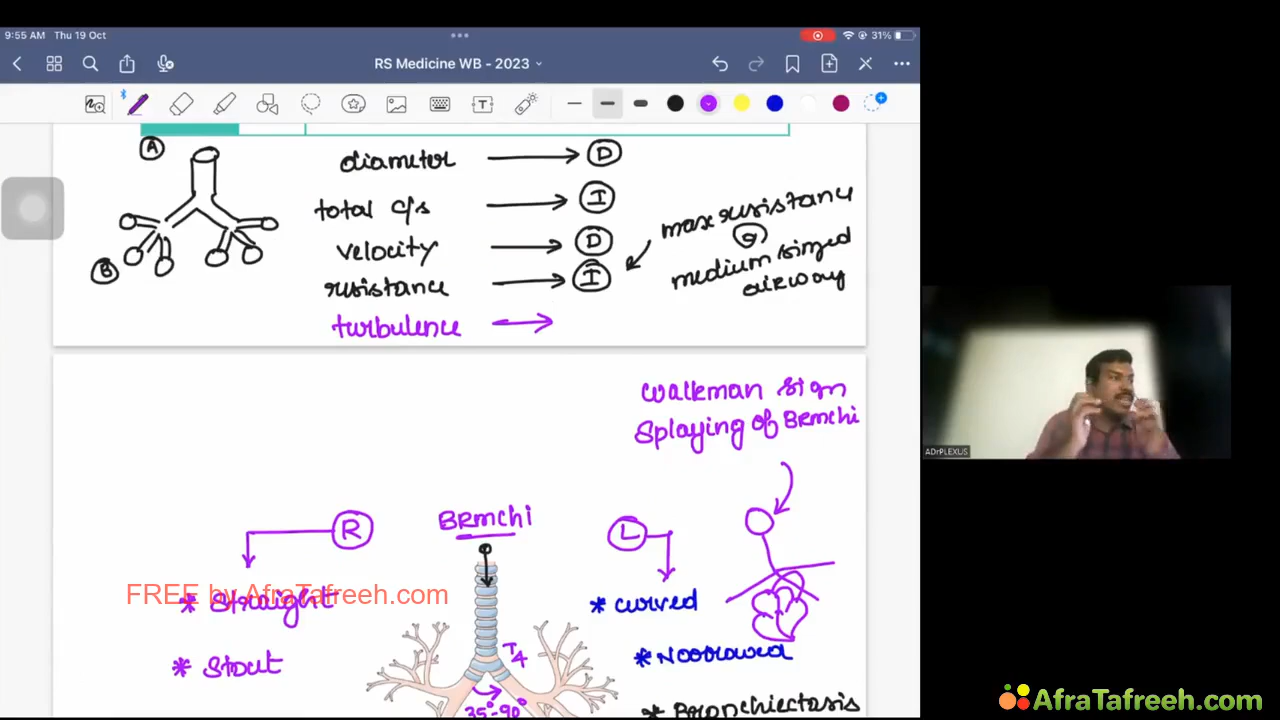 9:55 AM Thu 19 Oct
31%
RS Medicine WB - 2023
A
diameter → D
total c/s → I
velocity → D
resistance → I
turbulence →
max resistance
medium sized
airway
B
Walkman sign
Splaying of Bronchi
R
Bronchi
L
* Straight
FREE by AfraTafreeh.com
* curved
* Stout
T4
* Narrowed
35°-90°
* Bronchiectasis
ADrPLEXUS
AfraTafreeh.com